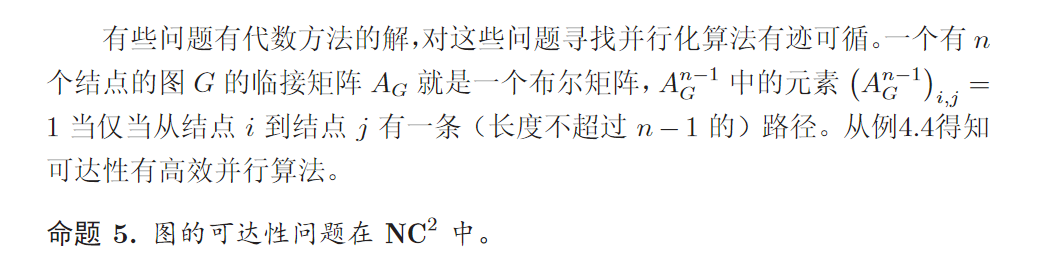 有些问题有代数方法的解,对这些问题寻找并行化算法有迹可循。一个有 n
个结点的图 G 的临接矩阵 A_G 就是一个布尔矩阵，A_G^{n−1} 中的元素 (A_G^{n−1})_{i,j} =
1 当仅当从结点 i 到结点 j 有一条（长度不超过 n − 1 的）路径。从例4.4得知
可达性有高效并行算法。
命题 5. 图的可达性问题在 NC² 中。